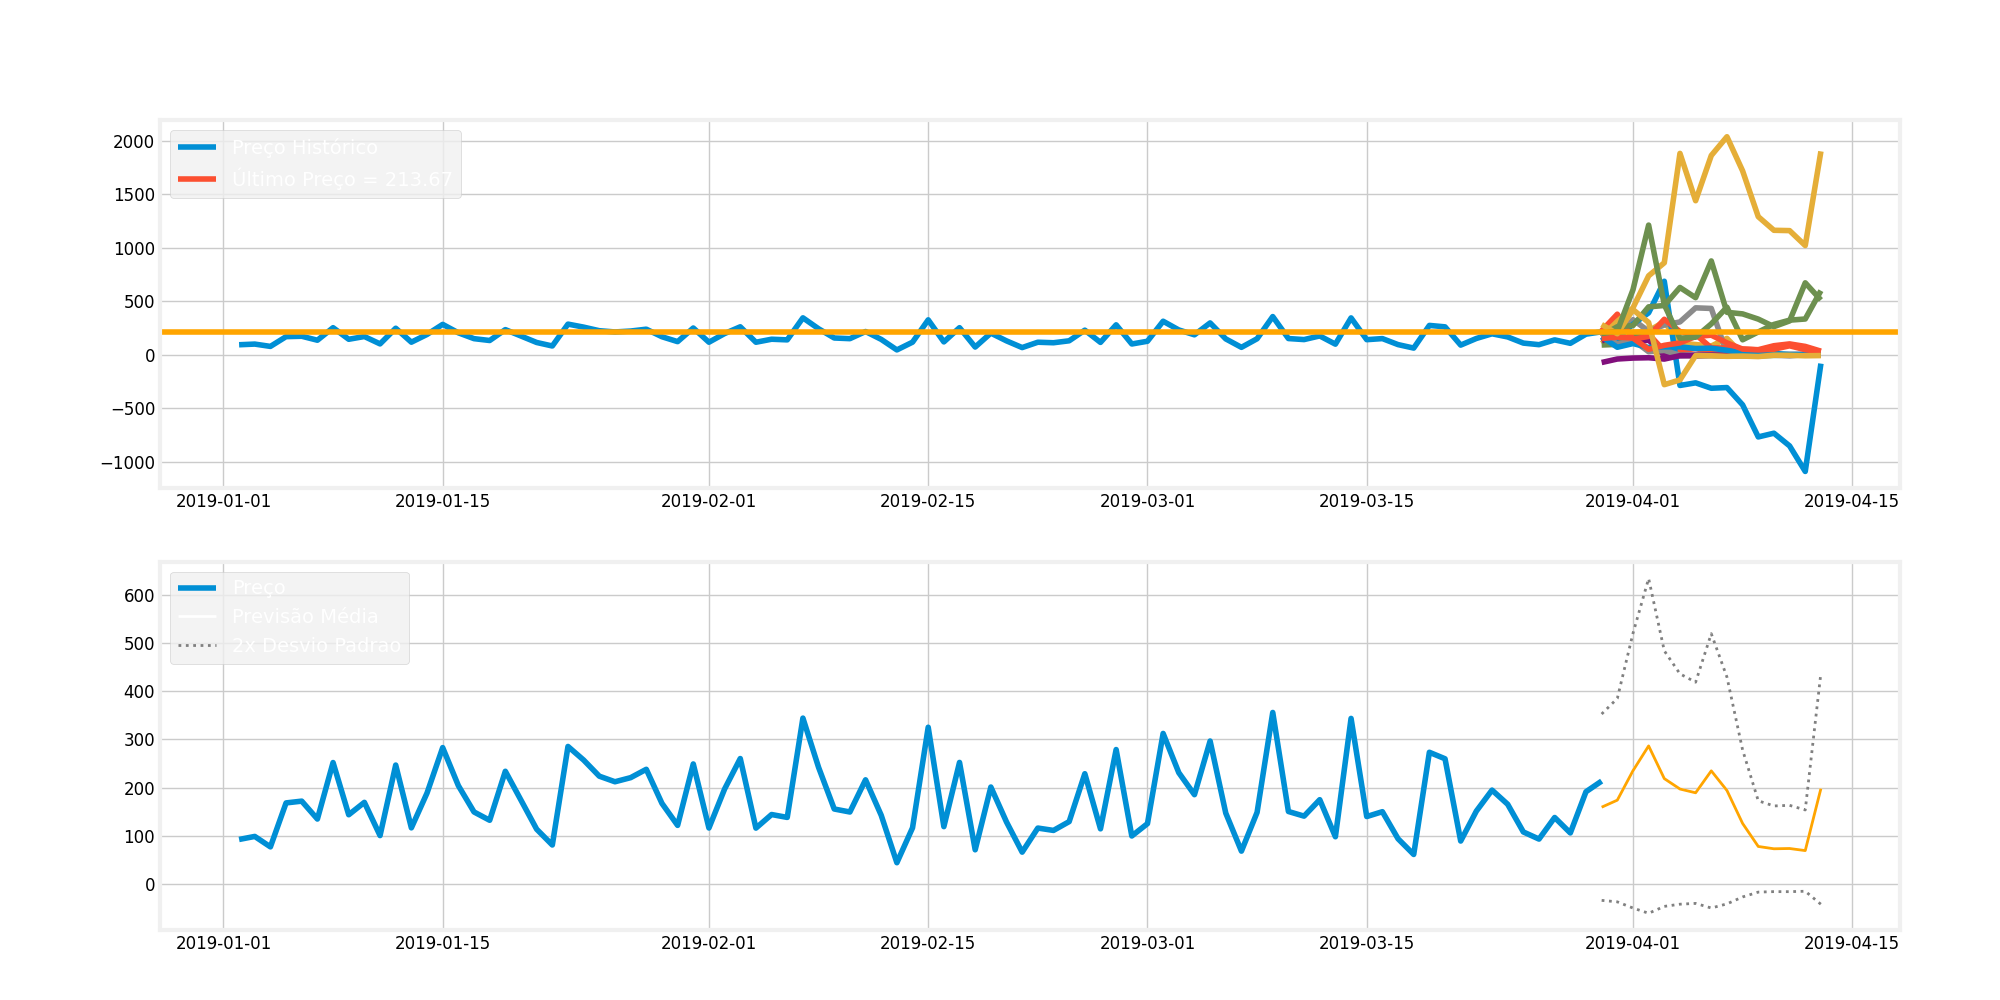 Preço Histórico
Último Preço = 213.67
2000
1500
1000
500
0
−500
−1000
2019-01-01 2019-01-15 2019-02-01 2019-02-15 2019-03-01 2019-03-15 2019-04-01 2019-04-15
Preço
Previsão Média
2x Desvio Padrao
600
500
400
300
200
100
0
2019-01-01 2019-01-15 2019-02-01 2019-02-15 2019-03-01 2019-03-15 2019-04-01 2019-04-15